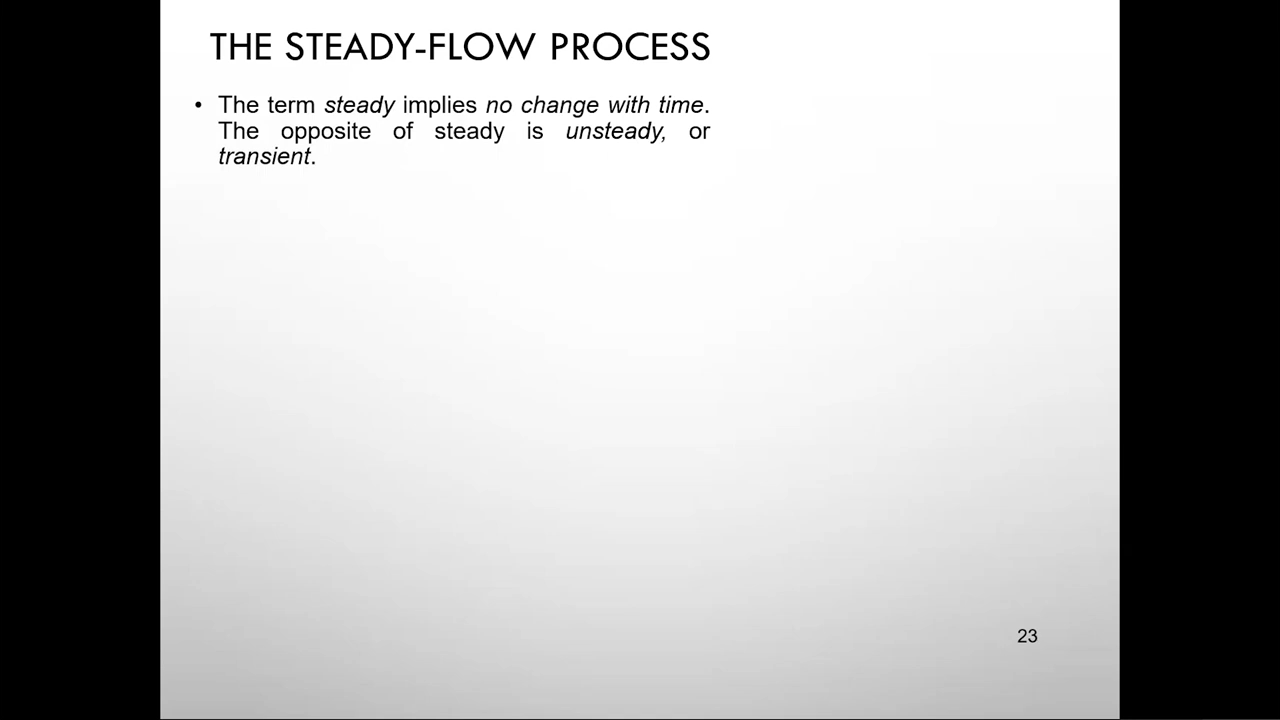 THE STEADY-FLOW PROCESS
• The term steady implies no change with time.
The opposite of steady is unsteady, or
transient.
23